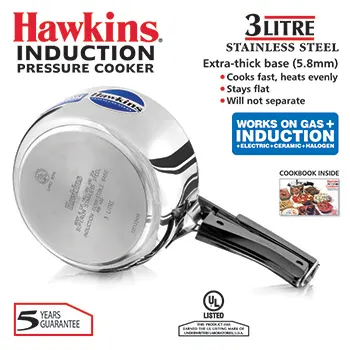 Hawkins
INDUCTION
PRESSURE COOKER
3 LITRE
STAINLESS STEEL
Extra-thick base (5.8mm)
• Cooks fast, heats evenly
• Stays flat
• Will not separate
WORKS ON GAS +
INDUCTION
+ELECTRIC+CERAMIC+HALOGEN
COOKBOOK INSIDE
Hawkins
Hawkins
3 LITRE
5 YEARS
GUARANTEE
UL
LISTED
THIS PRODUCT HAS
EARNED THE UL LISTING MARK OF
UNDERWRITERS LABORATORIES, U.S.A.